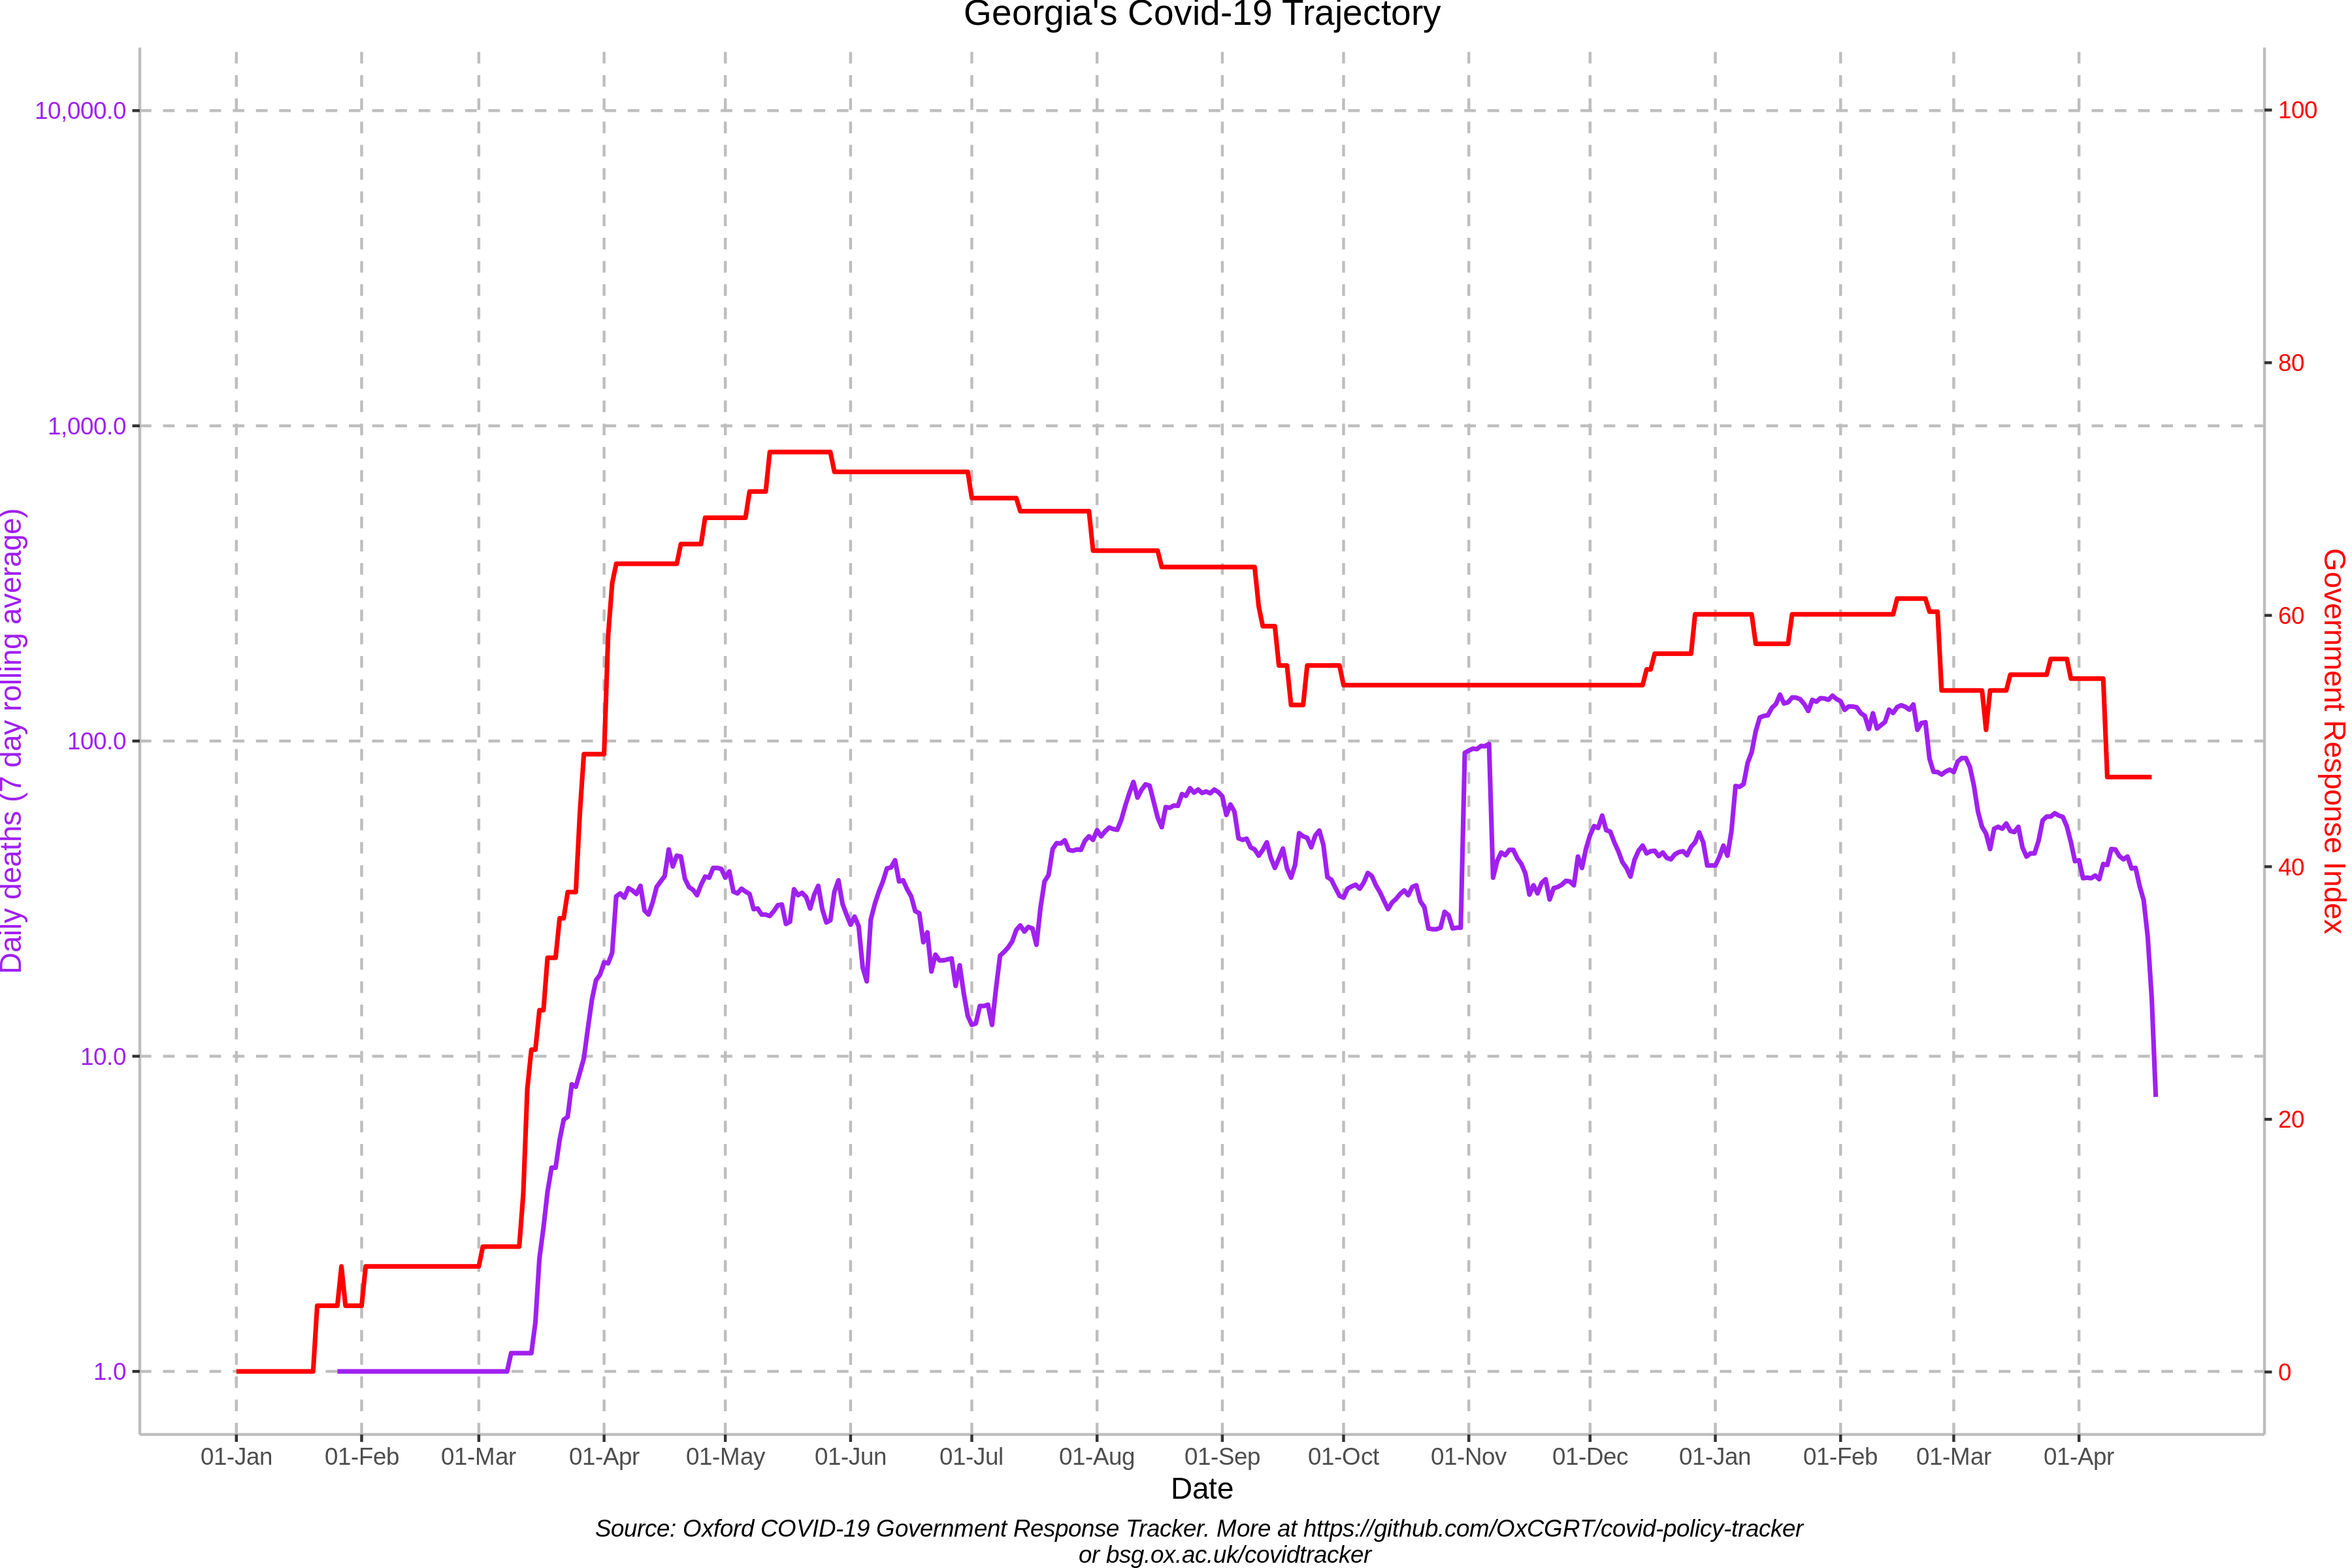 Georgia's Covid-19 Trajectory
10,000.0
1,000.0
100.0
10.0
1.0
Daily deaths (7 day rolling average)
100
80
60
40
20
0
Government Response Index
01-Jan 01-Feb 01-Mar 01-Apr 01-May 01-Jun 01-Jul 01-Aug 01-Sep 01-Oct 01-Nov 01-Dec 01-Jan 01-Feb 01-Mar 01-Apr
Date
Source: Oxford COVID-19 Government Response Tracker. More at https://github.com/OxCGRT/covid-policy-tracker
or bsg.ox.ac.uk/covidtracker